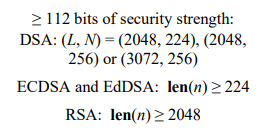 ≥ 112 bits of security strength:
DSA: (L, N) = (2048, 224), (2048,
256) or (3072, 256)
ECDSA and EdDSA: len(n) ≥ 224
RSA: len(n) ≥ 2048